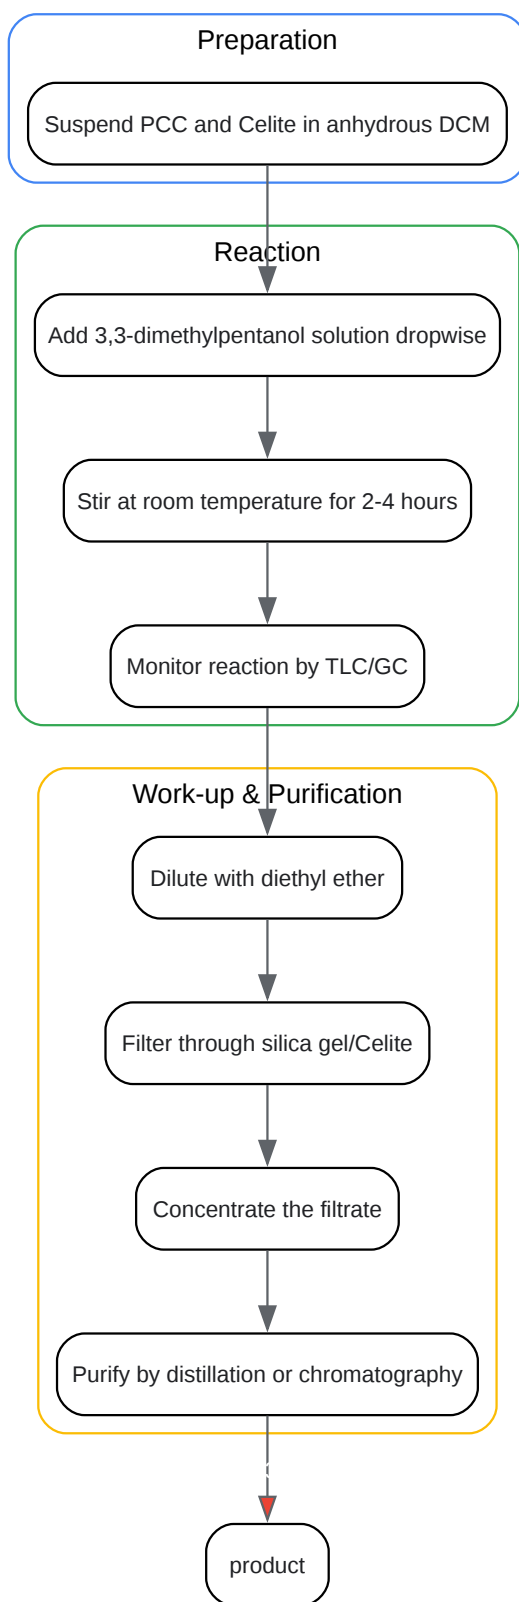 Preparation
Suspend PCC and Celite in anhydrous DCM
Reaction
Add 3,3-dimethylpentanol solution dropwise
Stir at room temperature for 2-4 hours
Monitor reaction by TLC/GC
Work-up & Purification
Dilute with diethyl ether
Filter through silica gel/Celite
Concentrate the filtrate
Purify by distillation or chromatography
product